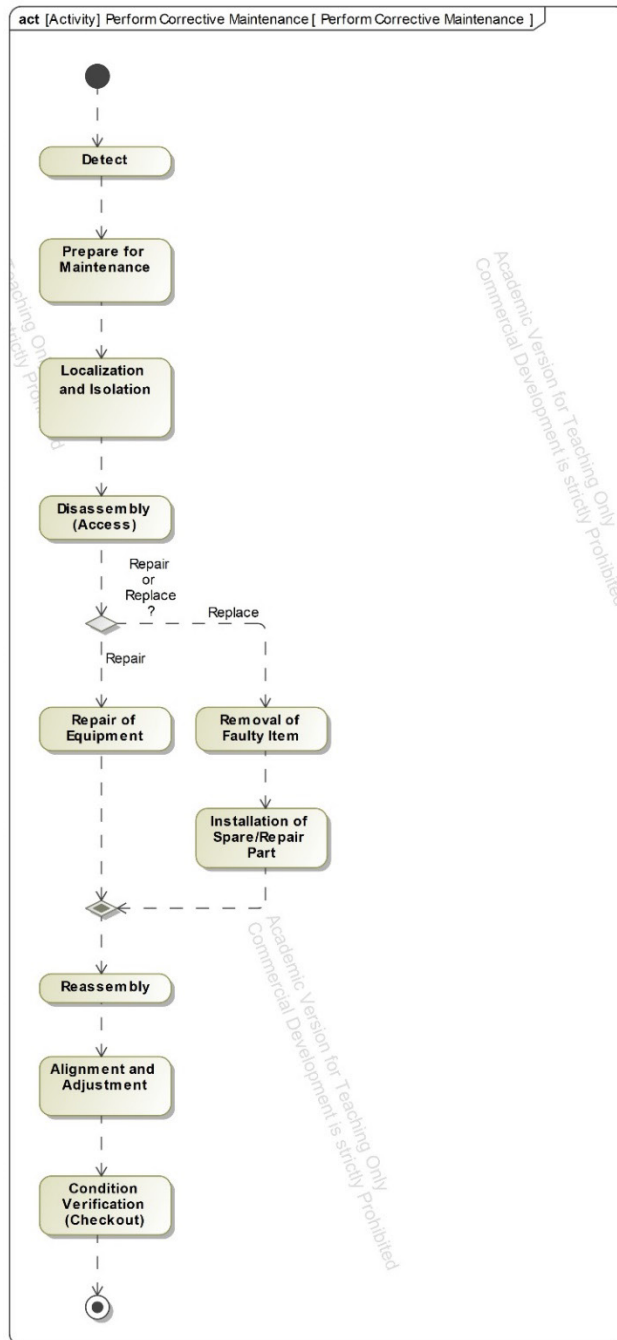 act [Activity] Perform Corrective Maintenance [ Perform Corrective Maintenance ]
Detect
Prepare for
Maintenance
Localization
and Isolation
Disassembly
(Access)
Repair
or
Replace
?
Replace
Repair
Repair of
Equipment
Removal of
Faulty Item
Installation of
Spare/Repair
Part
Reassembly
Alignment and
Adjustment
Condition
Verification
(Checkout)
Academic Version for Teaching Only
Commercial Development is strictly Prohibited
Academic Version for Teaching Only
Commercial Development is strictly Prohibited